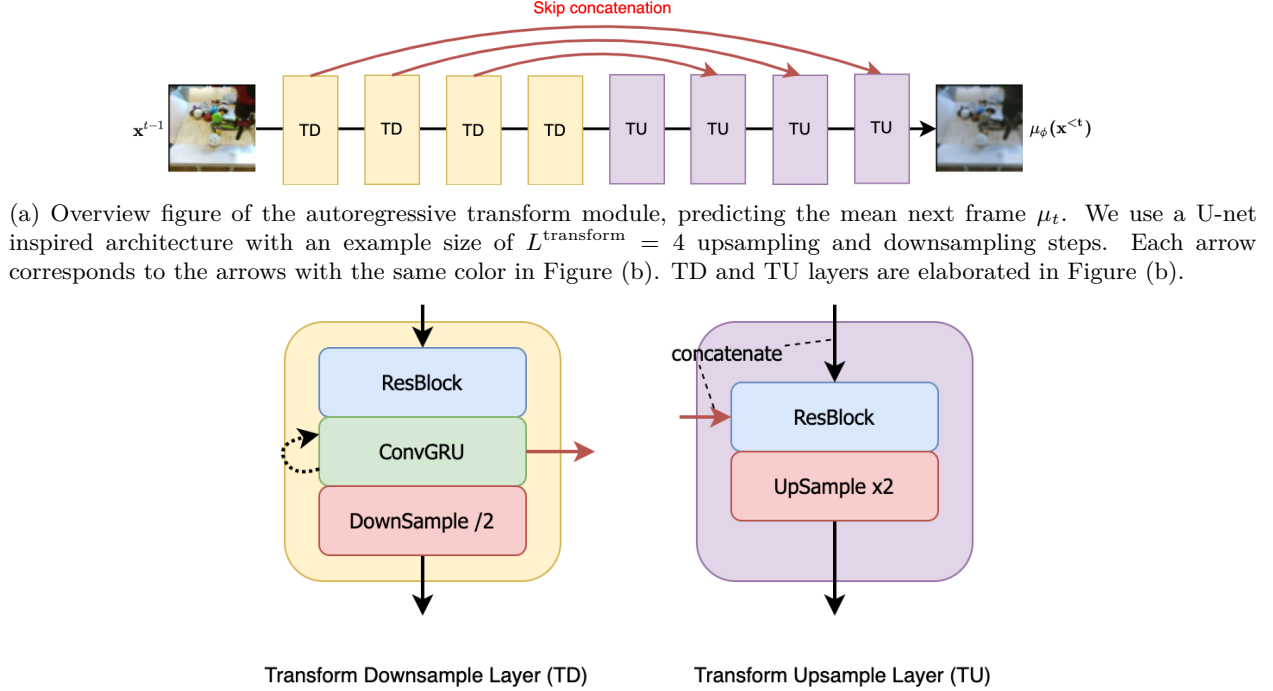 Skip concatenation
x^{t−1}
TD
TD
TD
TD
TU
TU
TU
TU
μ_ϕ(x^{<t})
(a) Overview figure of the autoregressive transform module, predicting the mean next frame μ_t. We use a U-net
inspired architecture with an example size of L^{transform} = 4 upsampling and downsampling steps. Each arrow
corresponds to the arrows with the same color in Figure (b). TD and TU layers are elaborated in Figure (b).
ResBlock
ConvGRU
DownSample /2
Transform Downsample Layer (TD)
concatenate
ResBlock
UpSample x2
Transform Upsample Layer (TU)